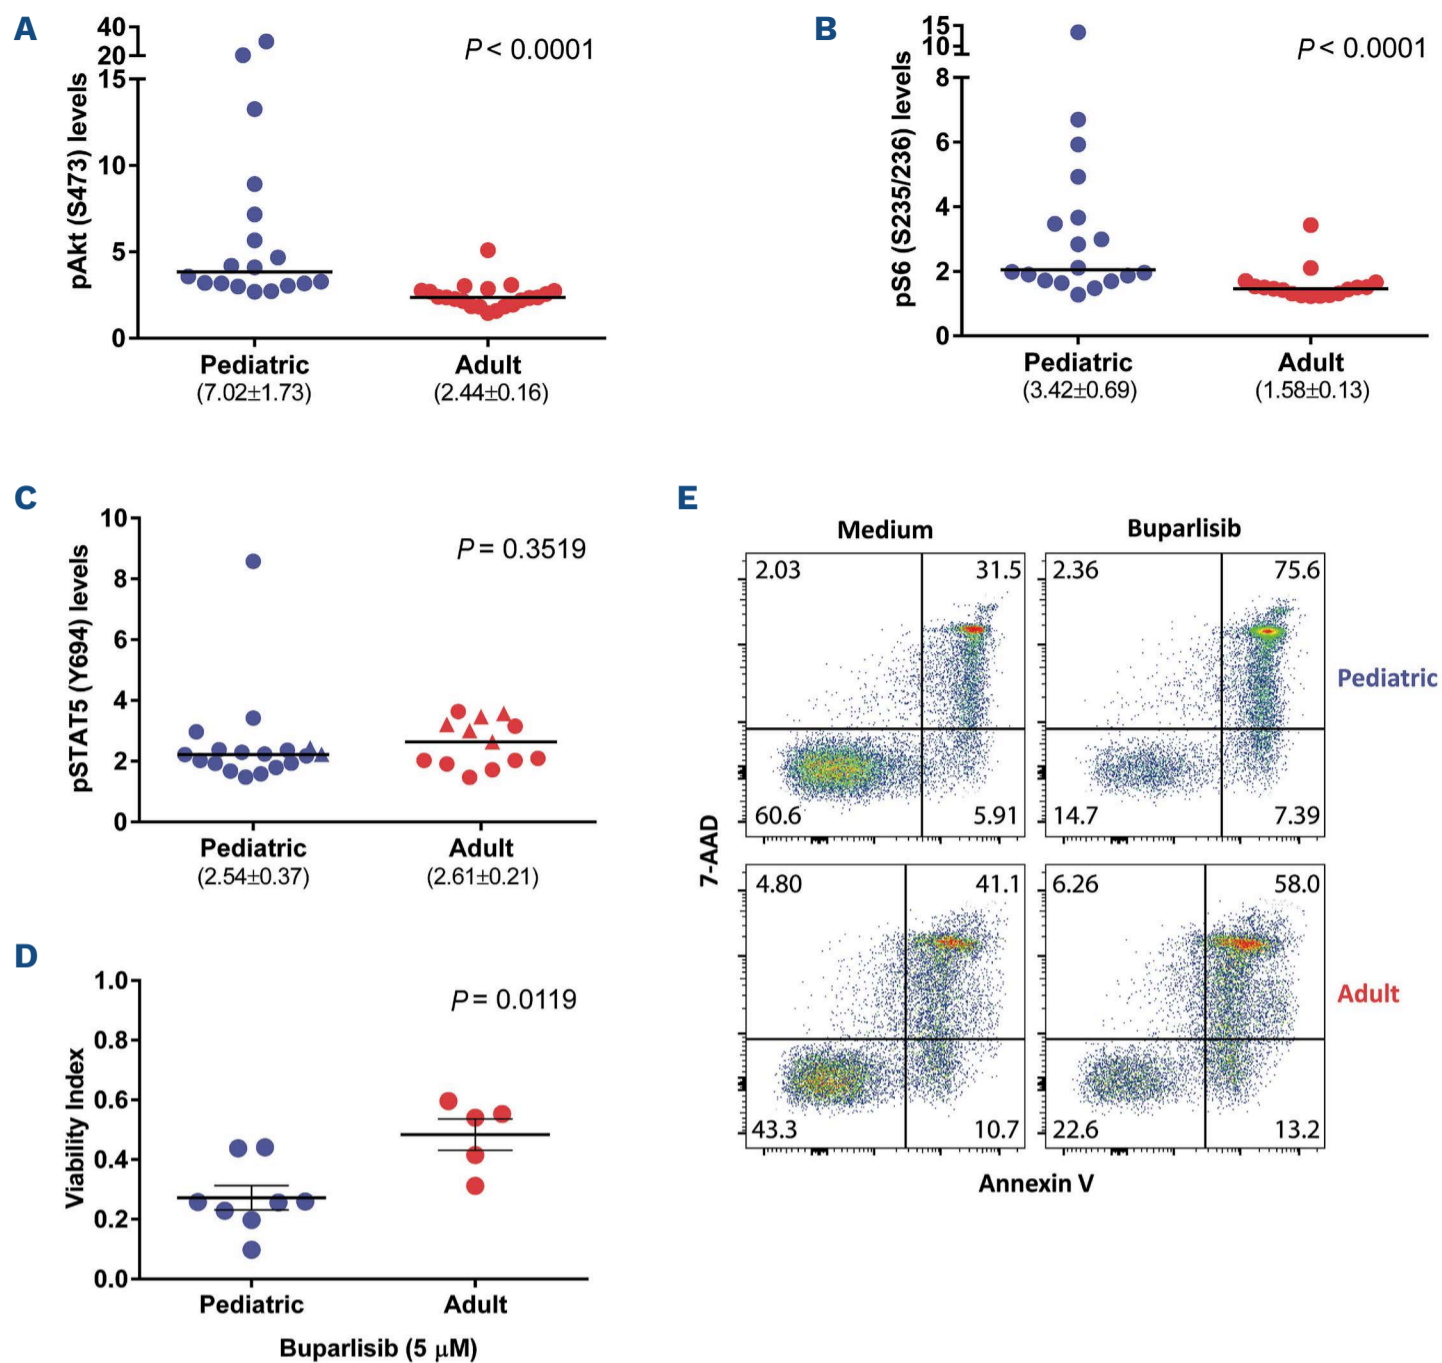 A
pAkt (S473) levels
40
20
15
10
5
0
P < 0.0001
Pediatric
Adult
(7.02±1.73)
(2.44±0.16)
B
pS6 (S235/236) levels
15
10
8
6
4
2
0
P < 0.0001
Pediatric
Adult
(3.42±0.69)
(1.58±0.13)
C
pSTAT5 (Y694) levels
10
8
6
4
2
0
P = 0.3519
Pediatric
Adult
(2.54±0.37)
(2.61±0.21)
D
Viability Index
1.0
0.8
0.6
0.4
0.2
0.0
P = 0.0119
Pediatric
Adult
Buparlisib (5 µM)
E
Medium
Buparlisib
2.03
31.5
60.6
5.91
2.36
75.6
14.7
7.39
Pediatric
4.80
41.1
43.3
10.7
6.26
58.0
22.6
13.2
Adult
7-AAD
Annexin V